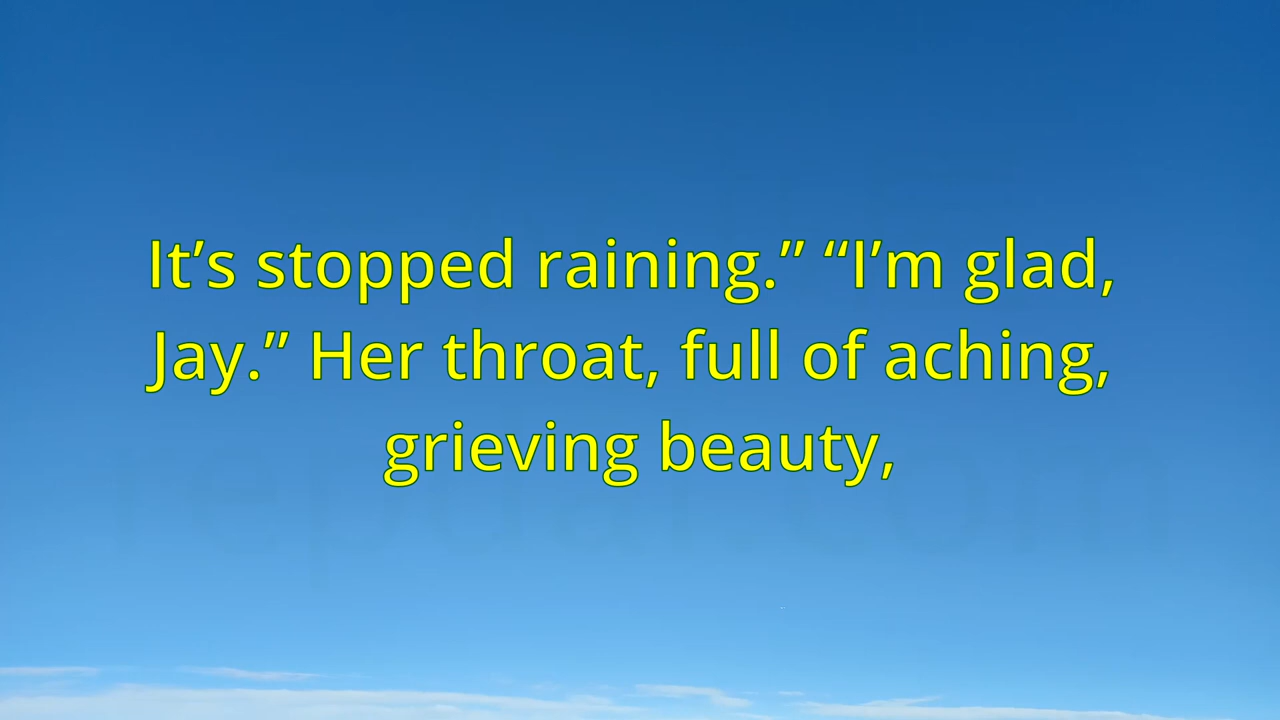 It’s stopped raining.” “I’m glad,
Jay.” Her throat, full of aching,
grieving beauty,